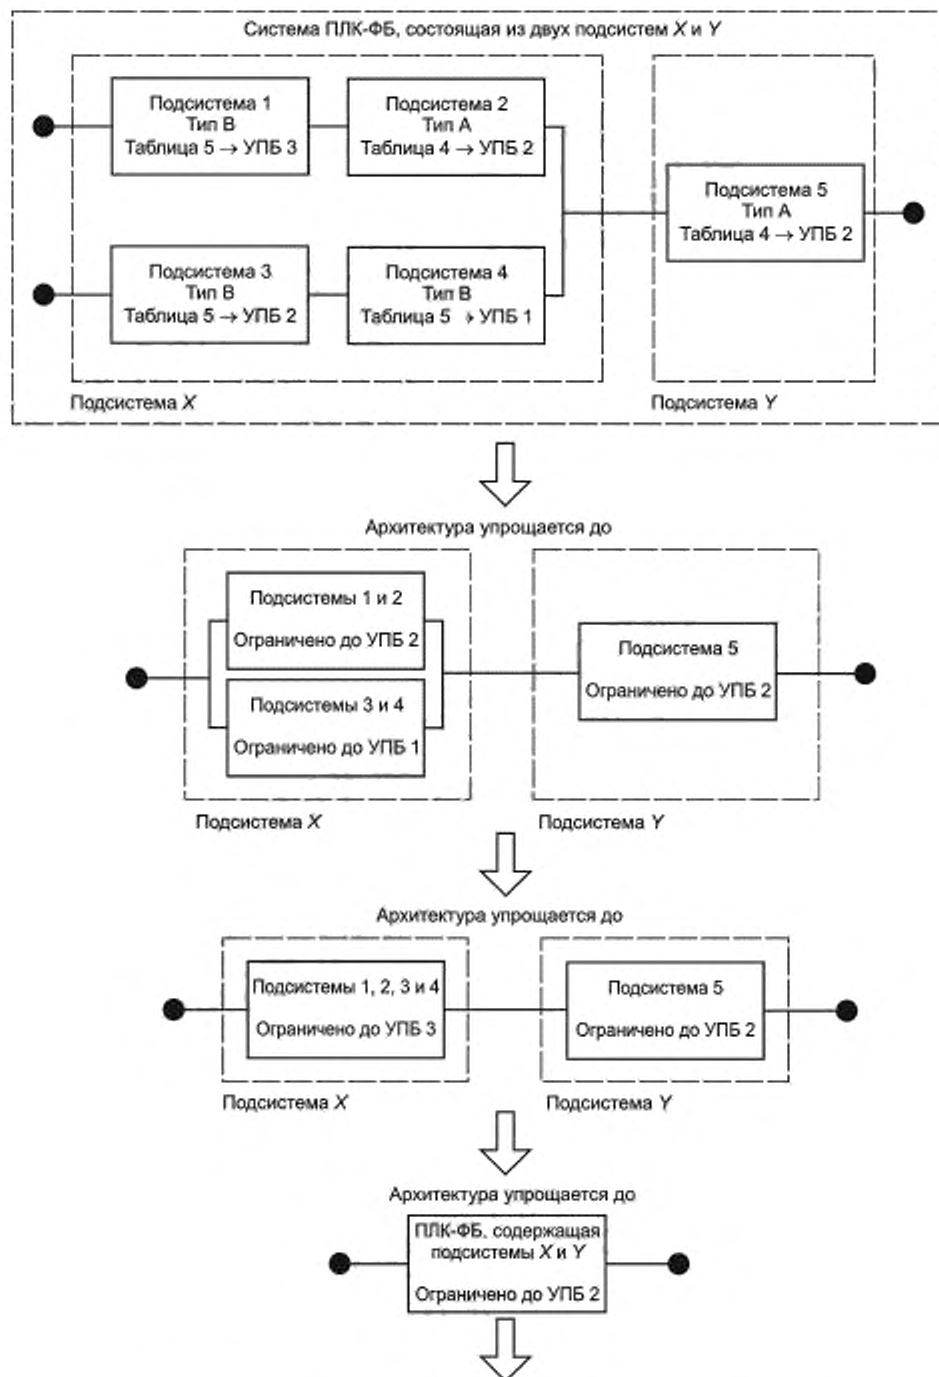 Система ПЛК-ФБ, состоящая из двух подсистем X и Y
Подсистема 1
Тип В
Таблица 5 → УПБ 3
Подсистема 2
Тип А
Таблица 4 → УПБ 2
Подсистема 5
Тип А
Таблица 4 → УПБ 2
Подсистема 3
Тип В
Таблица 5 → УПБ 2
Подсистема 4
Тип В
Таблица 5 → УПБ 1
Подсистема X
Подсистема Y
Архитектура упрощается до
Подсистемы 1 и 2
Ограничено до УПБ 2
Подсистемы 3 и 4
Ограничено до УПБ 1
Подсистема 5
Ограничено до УПБ 2
Подсистема X
Подсистема Y
Архитектура упрощается до
Подсистемы 1, 2, 3 и 4
Ограничено до УПБ 3
Подсистема 5
Ограничено до УПБ 2
Подсистема X
Подсистема Y
Архитектура упрощается до
ПЛК-ФБ, содержащая
подсистемы X и Y
Ограничено до УПБ 2